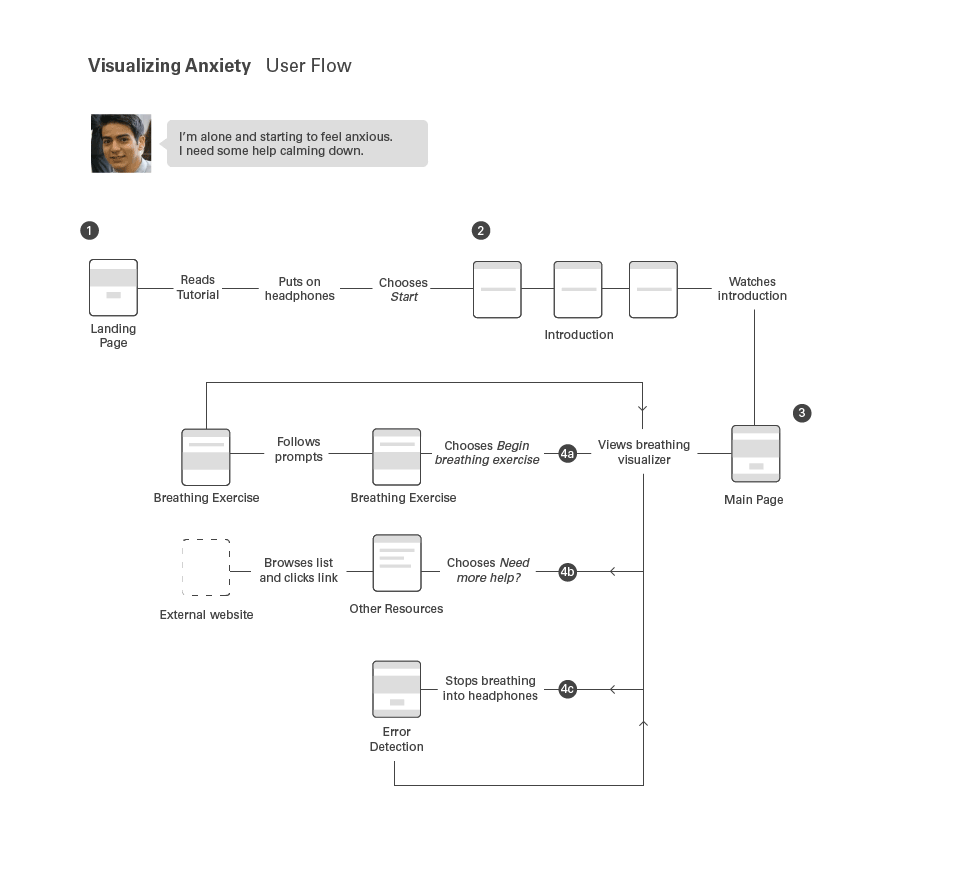 Visualizing Anxiety User Flow
I'm alone and starting to feel anxious.
I need some help calming down.
1
2
Reads
Tutorial
Puts on
headphones
Chooses
Start
Watches
introduction
Landing
Page
Introduction
3
Follows
prompts
Chooses Begin
breathing exercise
4a
Views breathing
visualizer
Breathing Exercise
Breathing Exercise
Main Page
Browses list
and clicks link
Chooses Need
more help?
4b
External website
Other Resources
Stops breathing
into headphones
4c
Error
Detection